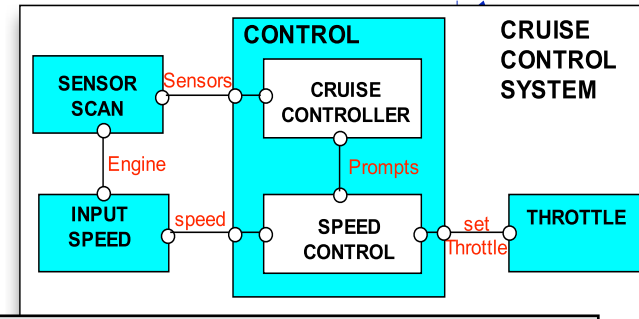 CONTROL
CRUISE
CONTROL
SYSTEM
SENSOR
SCAN
Sensors
CRUISE
CONTROLLER
Engine
Prompts
INPUT
SPEED
speed
SPEED
CONTROL
set
Throttle
THROTTLE